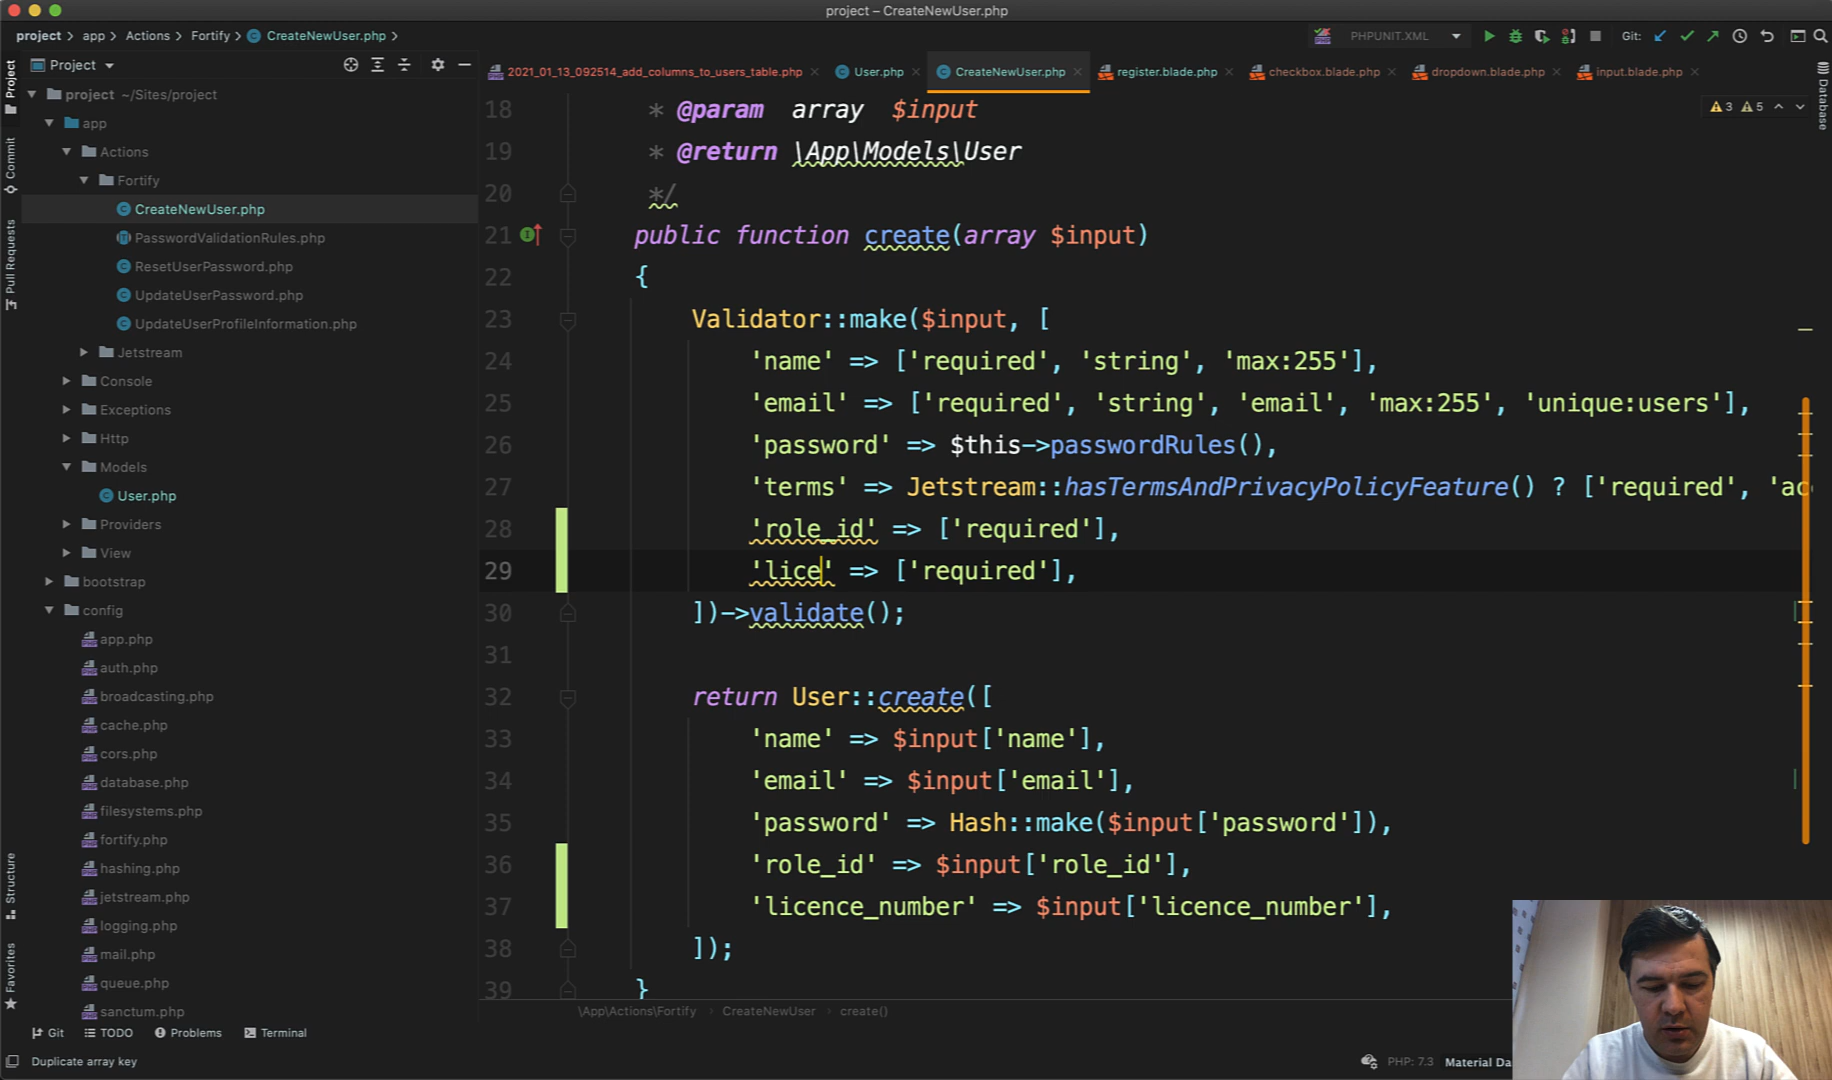 project – CreateNewUser.php
project
app
Actions
Fortify
CreateNewUser.php
PHPUNIT.XML
Git:
Project
2021_01_13_092514_add_columns_to_users_table.php
User.php
CreateNewUser.php
register.blade.php
checkbox.blade.php
dropdown.blade.php
input.blade.php
Project
Commit
Pull Requests
Structure
Favorites
Database
project ~/Sites/project
app
Actions
Fortify
CreateNewUser.php
PasswordValidationRules.php
ResetUserPassword.php
UpdateUserPassword.php
UpdateUserProfileInformation.php
Jetstream
Console
Exceptions
Http
Models
User.php
Providers
View
bootstrap
config
app.php
auth.php
broadcasting.php
cache.php
cors.php
database.php
filesystems.php
fortify.php
hashing.php
jetstream.php
logging.php
mail.php
queue.php
sanctum.php
3 5
18 * @param array $input
19 * @return \App\Models\User
20 */
21 public function create(array $input)
22 {
23 Validator::make($input, [
24 'name' => ['required', 'string', 'max:255'],
25 'email' => ['required', 'string', 'email', 'max:255', 'unique:users'],
26 'password' => $this->passwordRules(),
27 'terms' => Jetstream::hasTermsAndPrivacyPolicyFeature() ? ['required', 'ac
28 'role_id' => ['required'],
29 'lice' => ['required'],
30 ])->validate();
31
32 return User::create([
33 'name' => $input['name'],
34 'email' => $input['email'],
35 'password' => Hash::make($input['password']),
36 'role_id' => $input['role_id'],
37 'licence_number' => $input['licence_number'],
38 ]);
39 }
\App\Actions\Fortify
CreateNewUser
create()
Git
TODO
Problems
Terminal
Duplicate array key
PHP: 7.3
Material Da